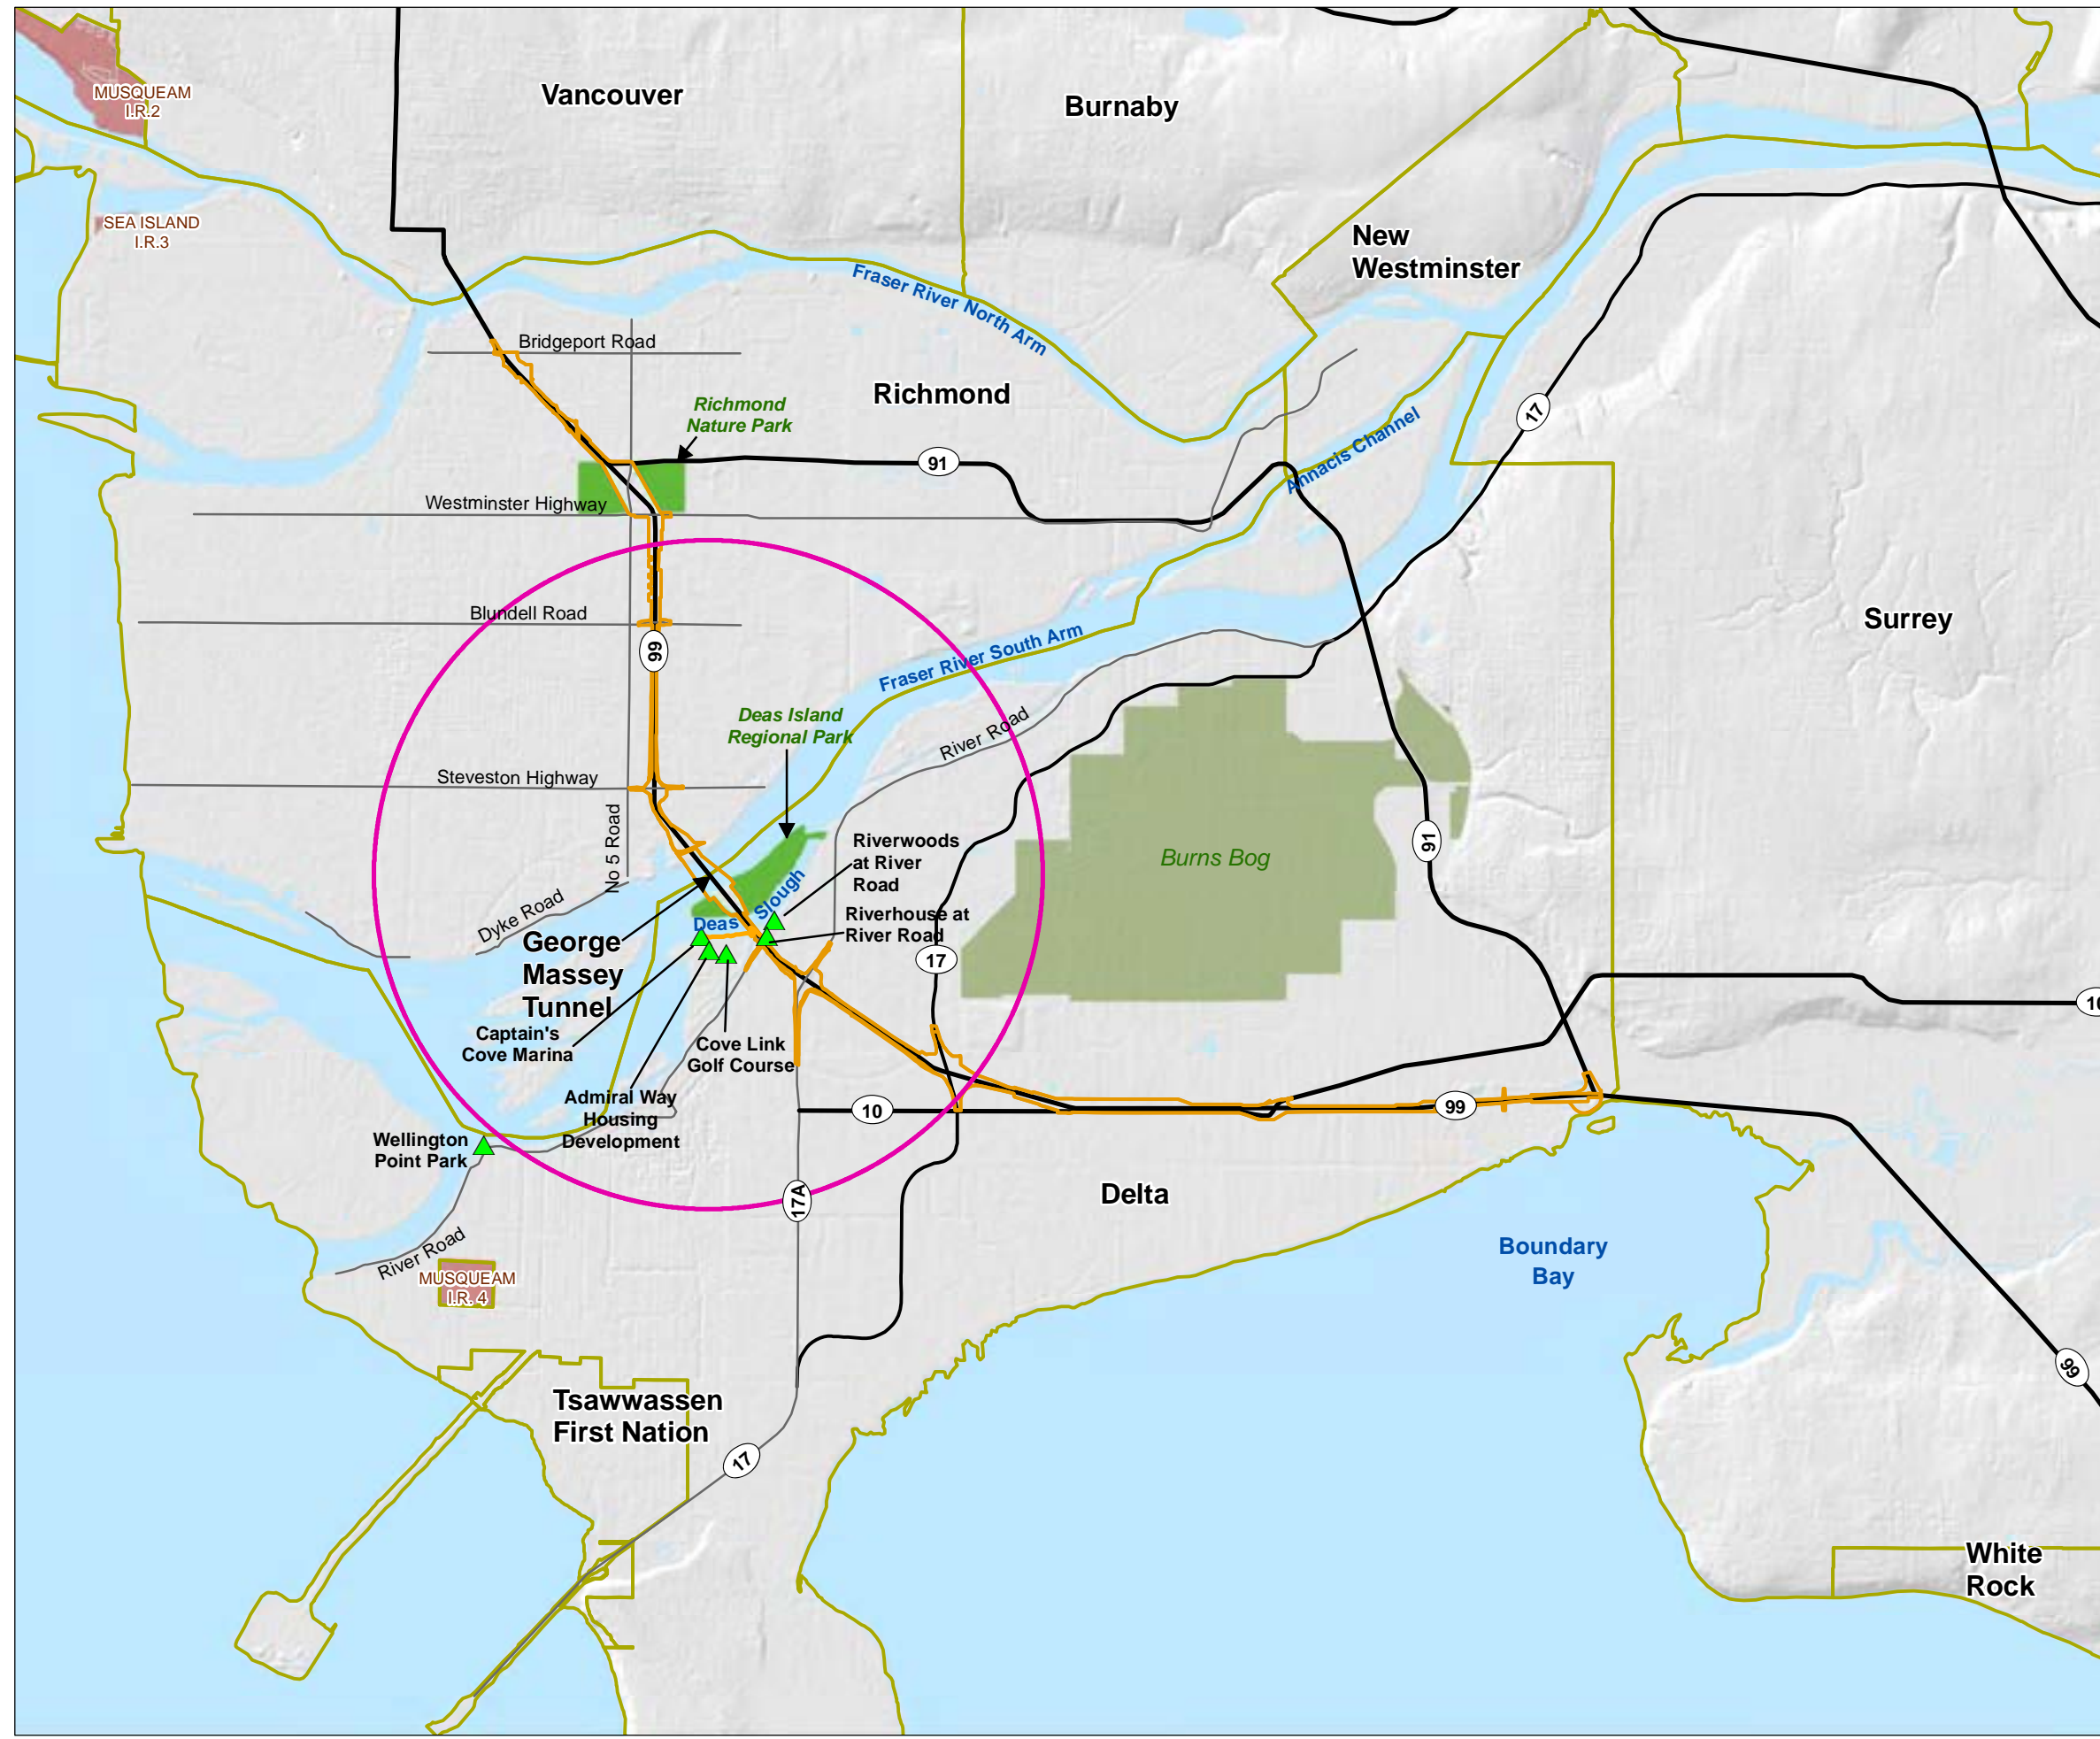 MUSQUEAM
I.R.2
Vancouver
Burnaby
SEA ISLAND
I.R.3
New
Westminster
Fraser River North Arm
Bridgeport Road
Richmond
Richmond
Nature Park
17
Annacis Channel
91
Westminster Highway
Blundell Road
99
Fraser River South Arm
Surrey
Deas Island
Regional Park
River Road
Steveston Highway
No 5 Road
Riverwoods
at River
Road
Burns Bog
91
Slough
Deas
Dyke Road
Riverhouse at
River Road
George
Massey
Tunnel
17
Captain's
Cove Marina
Cove Link
Golf Course
Admiral Way
Housing
Development
10
99
Wellington
Point Park
17A
Delta
River Road
MUSQUEAM
I.R. 4
Boundary
Bay
99
Tsawwassen
First Nation
17
White
Rock